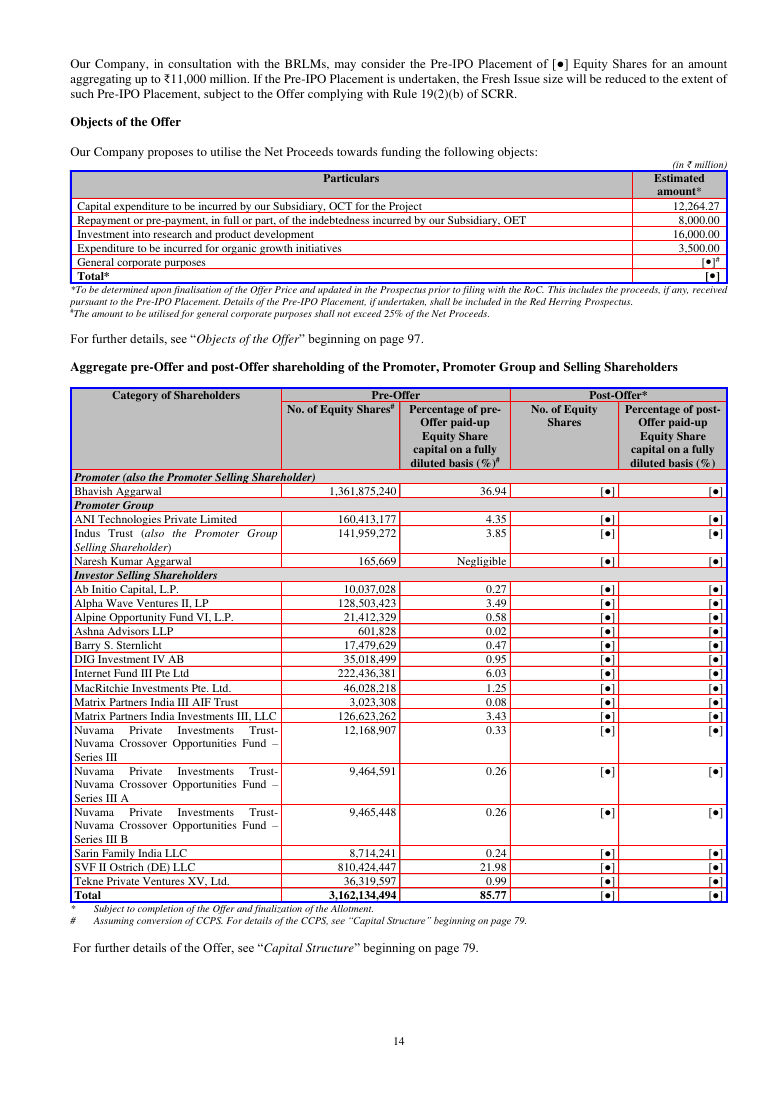 Our Company, in consultation with the BRLMs, may consider the Pre-IPO Placement of [●] Equity Shares for an amount
aggregating up to ₹11,000 million. If the Pre-IPO Placement is undertaken, the Fresh Issue size will be reduced to the extent of
such Pre-IPO Placement, subject to the Offer complying with Rule 19(2)(b) of SCRR.
Objects of the Offer
Our Company proposes to utilise the Net Proceeds towards funding the following objects:
(in ₹ million)
Particulars Estimated
amount*
Capital expenditure to be incurred by our Subsidiary, OCT for the Project 12,264.27
Repayment or pre-payment, in full or part, of the indebtedness incurred by our Subsidiary, OET 8,000.00
Investment into research and product development 16,000.00
Expenditure to be incurred for organic growth initiatives 3,500.00
General corporate purposes [●]#
Total* [●]
*To be determined upon finalisation of the Offer Price and updated in the Prospectus prior to filing with the RoC. This includes the proceeds, if any, received
pursuant to the Pre-IPO Placement. Details of the Pre-IPO Placement, if undertaken, shall be included in the Red Herring Prospectus.
#The amount to be utilised for general corporate purposes shall not exceed 25% of the Net Proceeds.
For further details, see “Objects of the Offer” beginning on page 97.
Aggregate pre-Offer and post-Offer shareholding of the Promoter, Promoter Group and Selling Shareholders
Category of Shareholders Pre-Offer Post-Offer*
No. of Equity Shares# Percentage of pre- No. of Equity Percentage of post-
Offer paid-up Shares Offer paid-up
Equity Share Equity Share
capital on a fully capital on a fully
diluted basis (%)# diluted basis (%)
Promoter (also the Promoter Selling Shareholder)
Bhavish Aggarwal 1,361,875,240 36.94 [●] [●]
Promoter Group
ANI Technologies Private Limited 160,413,177 4.35 [●] [●]
Indus Trust (also the Promoter Group 141,959,272 3.85 [●] [●]
Selling Shareholder)
Naresh Kumar Aggarwal 165,669 Negligible [●] [●]
Investor Selling Shareholders
Ab Initio Capital, L.P. 10,037,028 0.27 [●] [●]
Alpha Wave Ventures II, LP 128,503,423 3.49 [●] [●]
Alpine Opportunity Fund VI, L.P. 21,412,329 0.58 [●] [●]
Ashna Advisors LLP 601,828 0.02 [●] [●]
Barry S. Sternlicht 17,479,629 0.47 [●] [●]
DIG Investment IV AB 35,018,499 0.95 [●] [●]
Internet Fund III Pte Ltd 222,436,381 6.03 [●] [●]
MacRitchie Investments Pte. Ltd. 46,028,218 1.25 [●] [●]
Matrix Partners India III AIF Trust 3,023,308 0.08 [●] [●]
Matrix Partners India Investments III, LLC 126,623,262 3.43 [●] [●]
Nuvama Private Investments Trust- 12,168,907 0.33 [●] [●]
Nuvama Crossover Opportunities Fund –
Series III
Nuvama Private Investments Trust- 9,464,591 0.26 [●] [●]
Nuvama Crossover Opportunities Fund –
Series III A
Nuvama Private Investments Trust- 9,465,448 0.26 [●] [●]
Nuvama Crossover Opportunities Fund –
Series III B
Sarin Family India LLC 8,714,241 0.24 [●] [●]
SVF II Ostrich (DE) LLC 810,424,447 21.98 [●] [●]
Tekne Private Ventures XV, Ltd. 36,319,597 0.99 [●] [●]
Total 3,162,134,494 85.77 [●] [●]
* Subject to completion of the Offer and finalization of the Allotment.
# Assuming conversion of CCPS. For details of the CCPS, see “Capital Structure” beginning on page 79.
For further details of the Offer, see “Capital Structure” beginning on page 79.
14